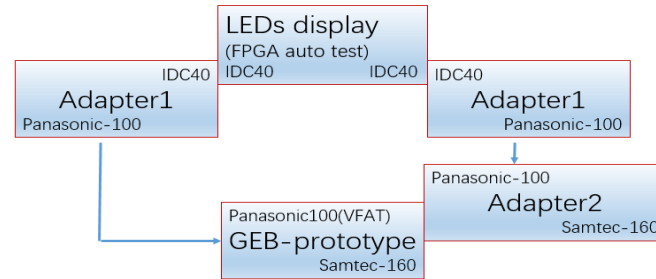 LEDs display
(FPGA auto test)
IDC40 IDC40
IDC40
Adapter1
Panasonic-100
IDC40
Adapter1
Panasonic-100
Panasonic-100
Adapter2
Samtec-160
Panasonic100(VFAT)
GEB-prototype
Samtec-160